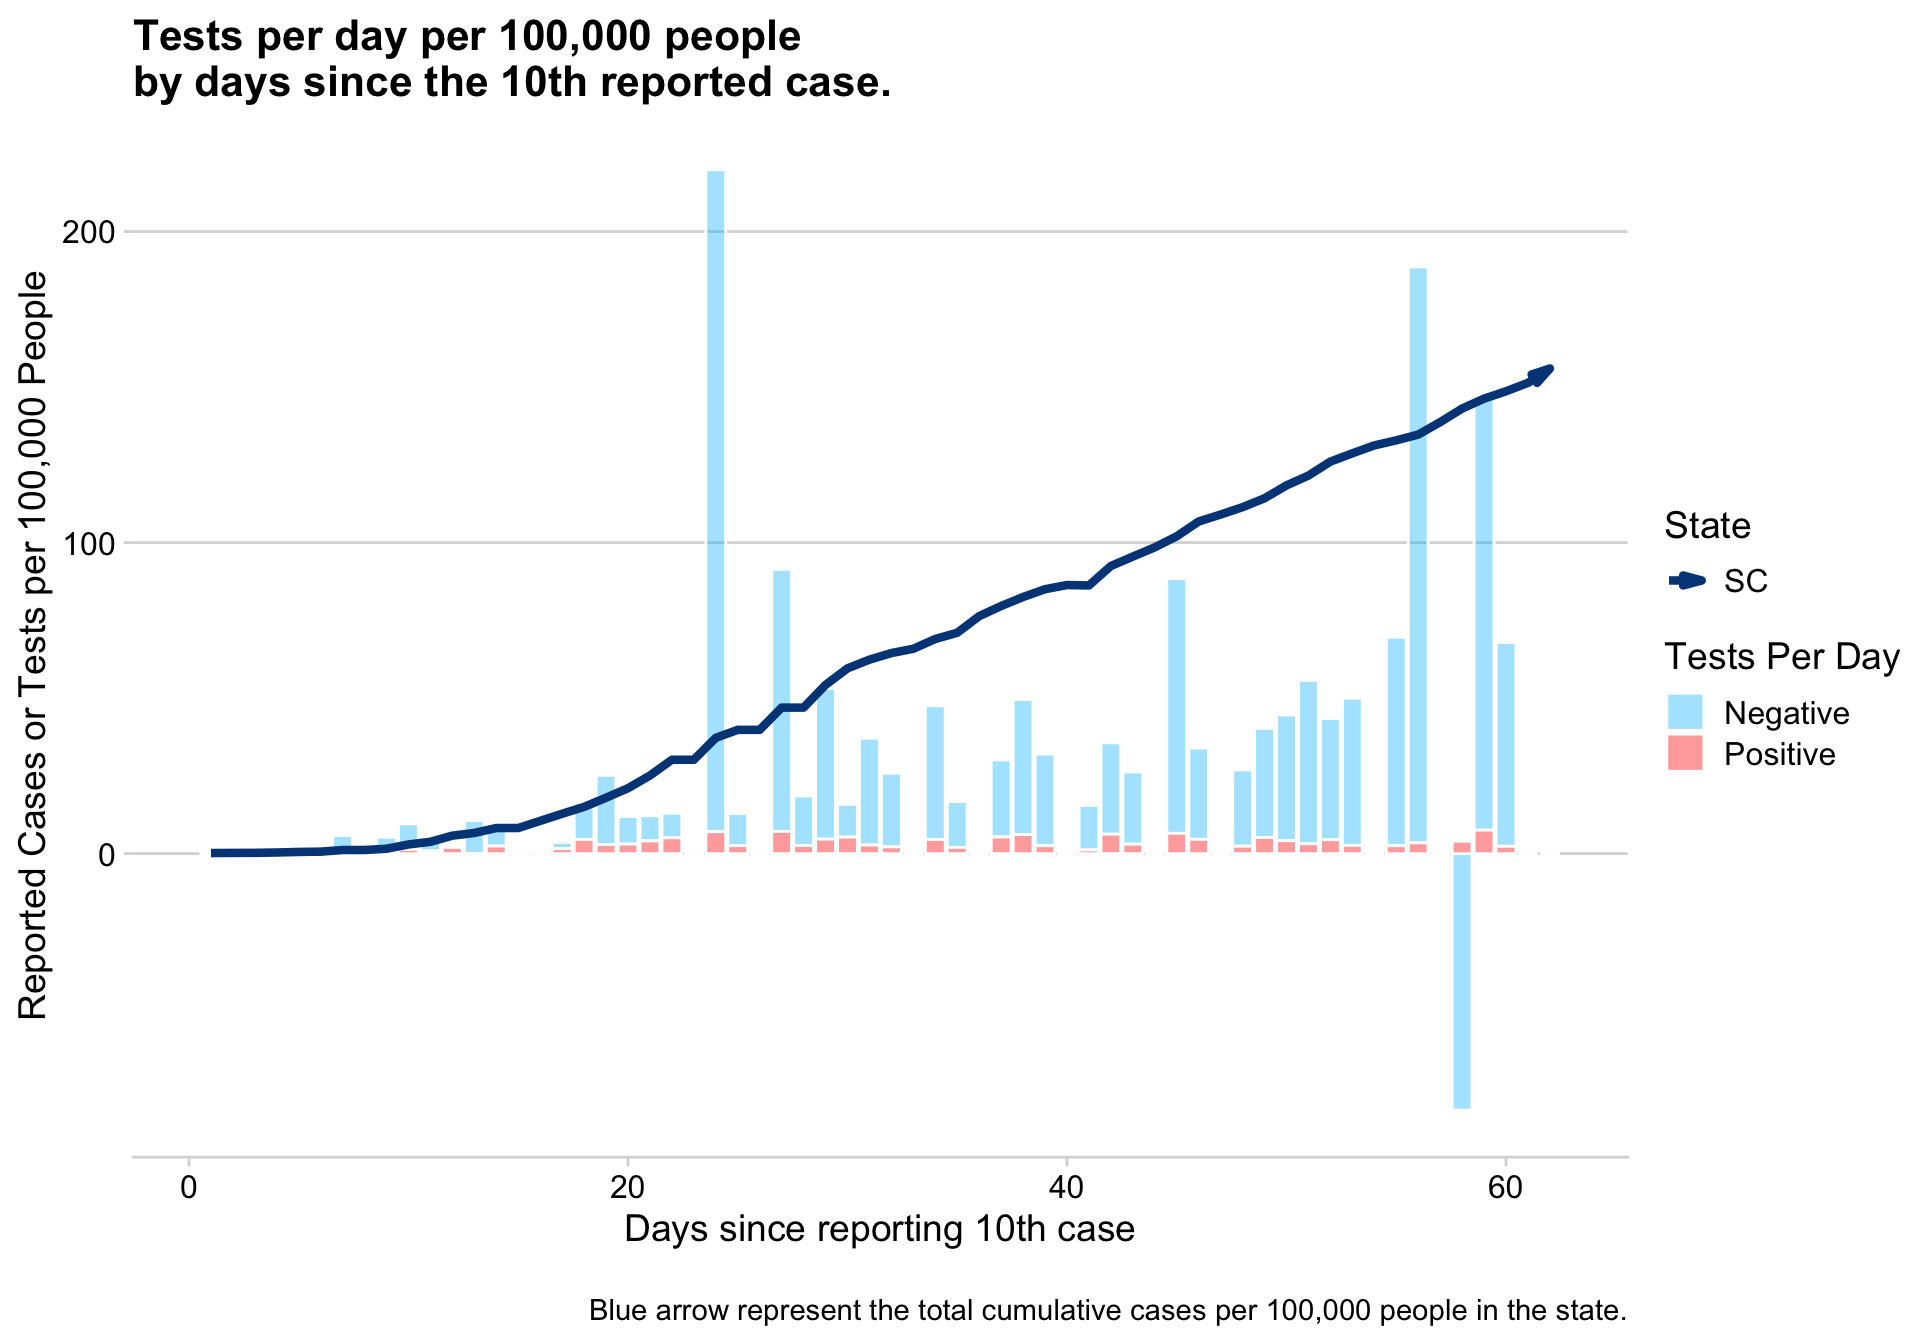 Tests per day per 100,000 people
by days since the 10th reported case.
Reported Cases or Tests per 100,000 People
200
100
0
0
20
40
60
Days since reporting 10th case
State
SC
Tests Per Day
Negative
Positive
Blue arrow represent the total cumulative cases per 100,000 people in the state.